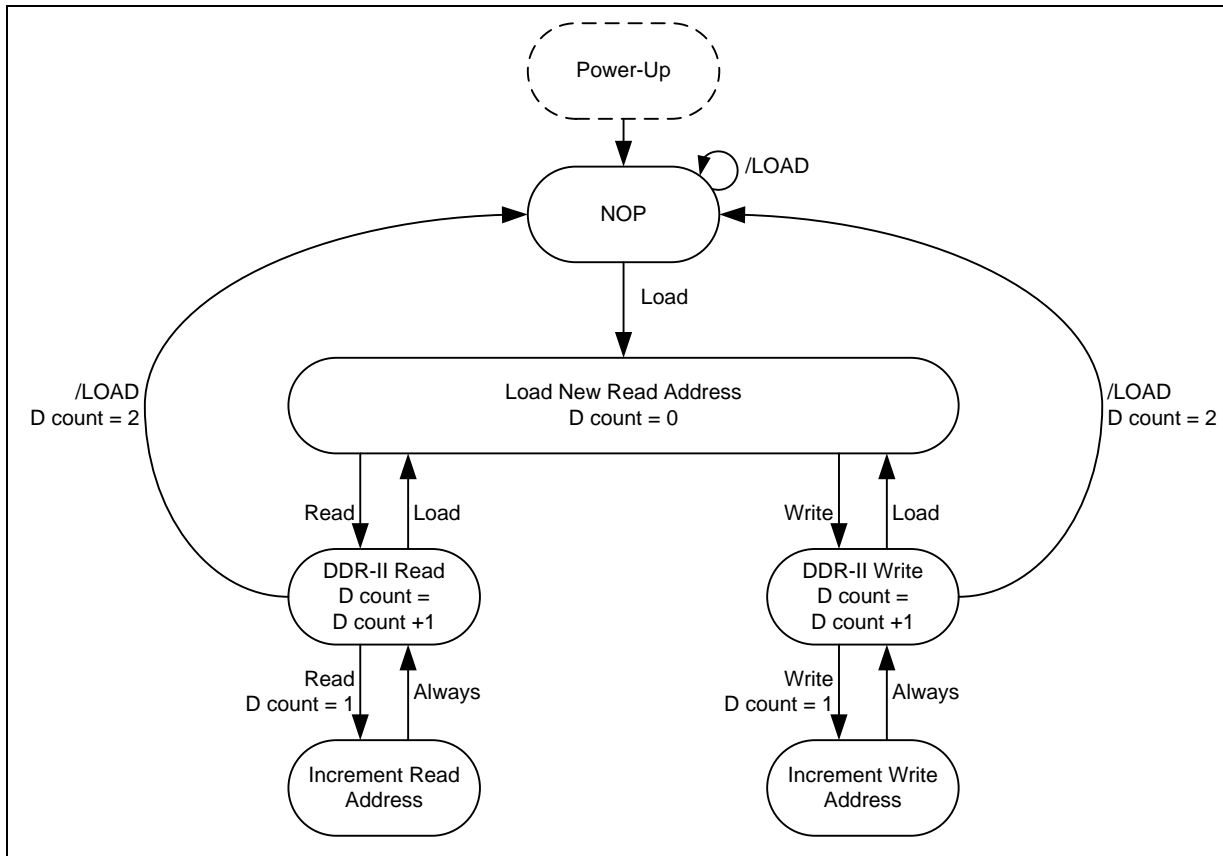 Power-Up
/LOAD
NOP
Load
Load New Read Address
D count = 0
/LOAD
D count = 2
/LOAD
D count = 2
Read
Load
Write
Load
DDR-II Read
D count =
D count +1
DDR-II Write
D count =
D count +1
Read
D count = 1
Always
Write
D count = 1
Always
Increment Read
Address
Increment Write
Address